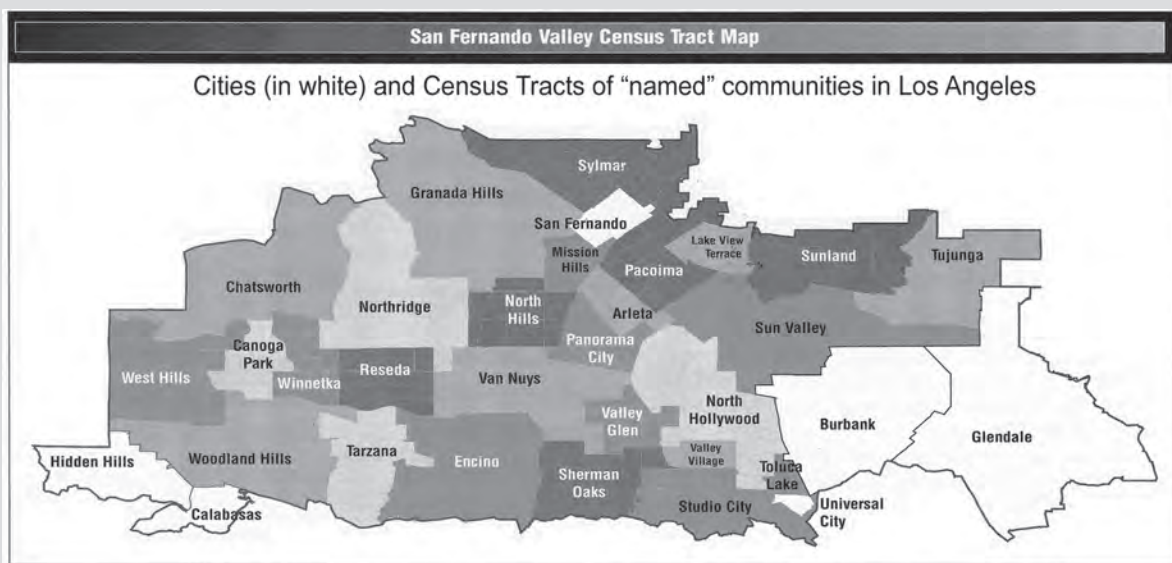 San Fernando Valley Census Tract Map
Cities (in white) and Census Tracts of “named” communities in Los Angeles
Sylmar
Granada Hills
San Fernando
Mission
Hills
Lake View
Terrace
Sunland
Tujunga
Pacoima
Chatsworth
Northridge
North
Hills
Arleta
Sun Valley
Panorama
City
Canoga
Park
West Hills
Winnetka
Reseda
Van Nuys
Valley
Glen
North
Hollywood
Burbank
Glendale
Hidden Hills
Woodland Hills
Tarzana
Encino
Sherman
Oaks
Valley
Village
Toluca
Lake
Studio City
Universal
City
Calabasas